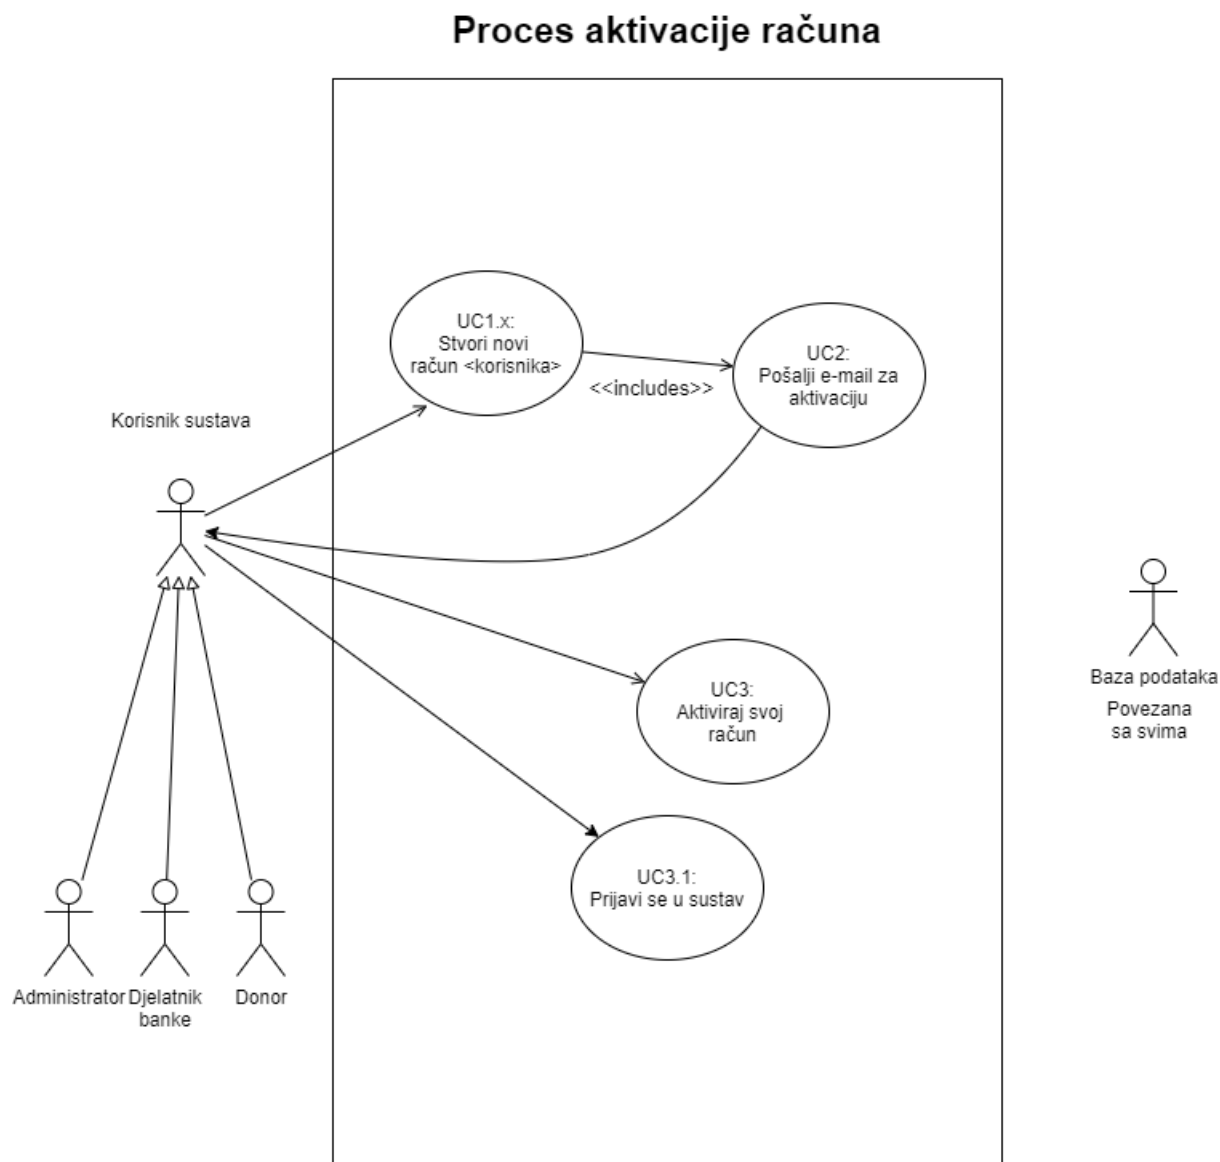 Proces aktivacije računa
UC1.x:
Stvori novi
račun <korisnika>
UC2:
Pošalji e-mail za
aktivaciju
<<includes>>
Korisnik sustava
UC3:
Aktiviraj svoj
račun
Baza podataka
Povezana
sa svima
UC3.1:
Prijavi se u sustav
Administrator
Djelatnik
banke
Donor